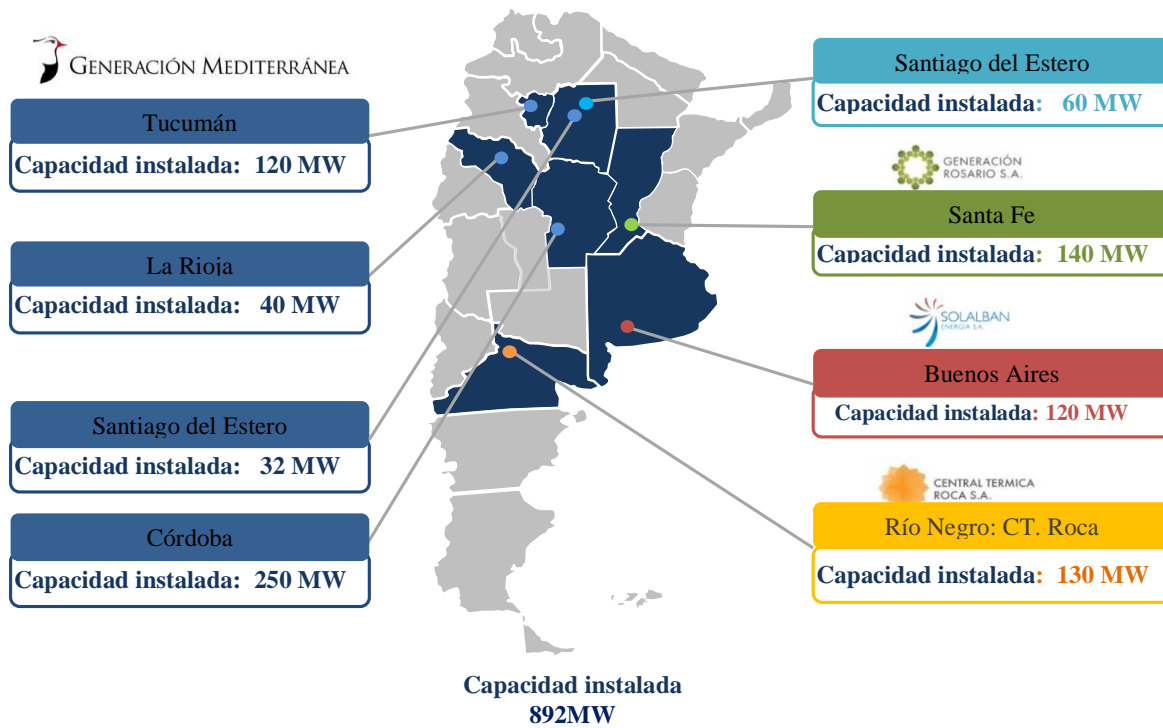 GENERACIÓN MEDITERRÁNEA
Tucumán
Capacidad instalada: 120 MW
La Rioja
Capacidad instalada: 40 MW
Santiago del Estero
Capacidad instalada: 32 MW
Córdoba
Capacidad instalada: 250 MW
Santiago del Estero
Capacidad instalada: 60 MW
GENERACIÓN
ROSARIO S.A.
Santa Fe
Capacidad instalada: 140 MW
SOLALBAN
ENERGIA S.A.
Buenos Aires
Capacidad instalada: 120 MW
CENTRAL TERMICA
ROCA S.A.
Río Negro: CT. Roca
Capacidad instalada: 130 MW
Capacidad instalada
892MW